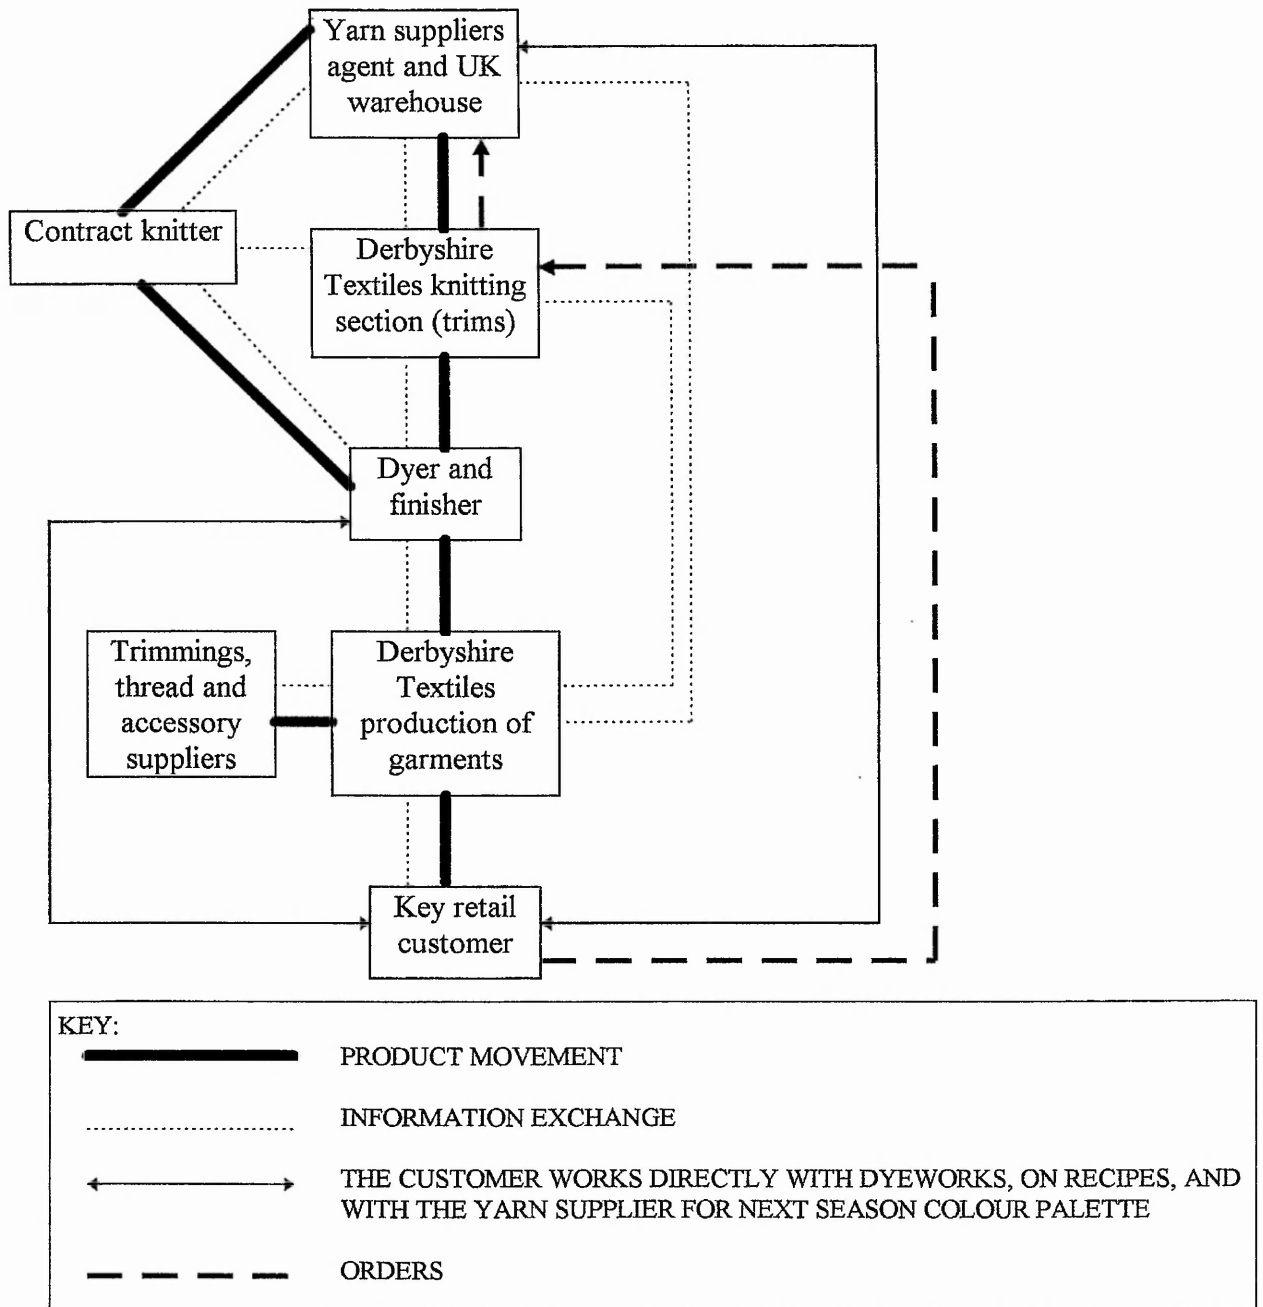 Yarn suppliers
agent and UK
warehouse
Contract knitter
Derbyshire
Textiles knitting
section (trims)
Dyer and
finisher
Trimmings,
thread and
accessory
suppliers
Derbyshire
Textiles
production of
garments
Key retail
customer
KEY:
PRODUCT MOVEMENT
INFORMATION EXCHANGE
THE CUSTOMER WORKS DIRECTLY WITH DYEWORKS, ON RECIPES, AND
WITH THE YARN SUPPLIER FOR NEXT SEASON COLOUR PALETTE
ORDERS